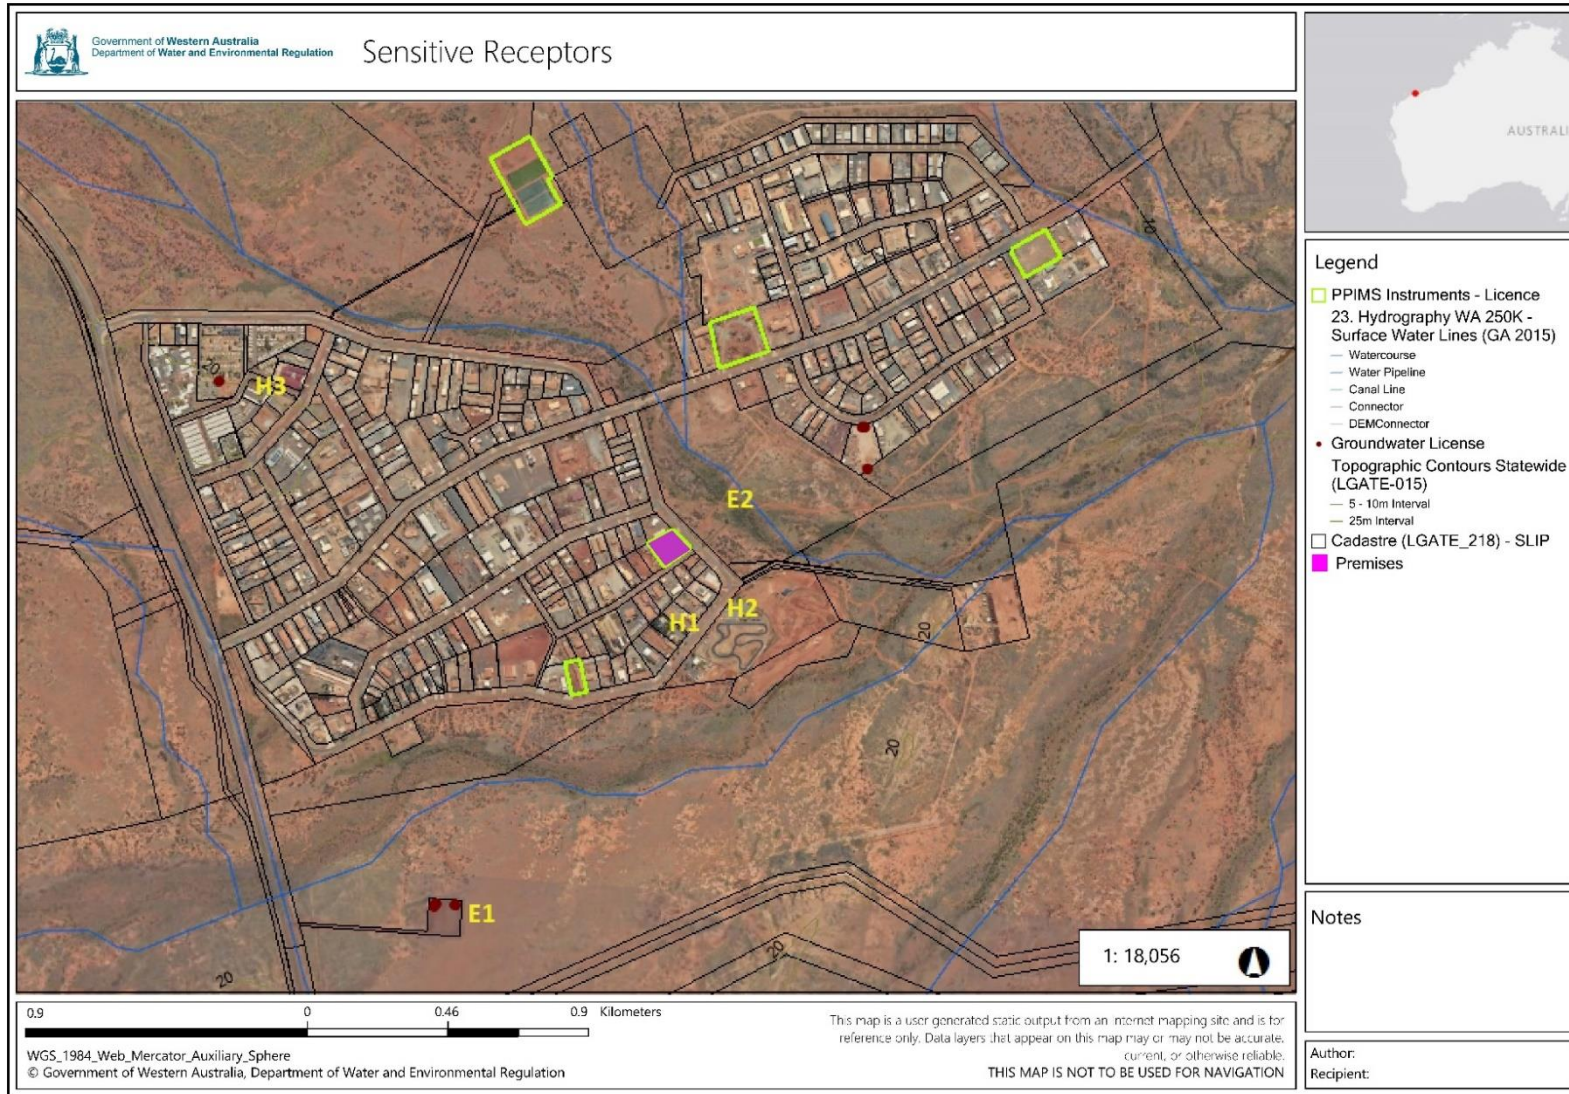 Government of Western Australia
Department of Water and Environmental Regulation
Sensitive Receptors
AUSTRALI
10
20
H3
E2
H1
H2
20
20
E1
20
20
1: 18,056
Legend
PPIMS Instruments - Licence
23. Hydrography WA 250K -
Surface Water Lines (GA 2015)
Watercourse
Water Pipeline
Canal Line
Connector
DEMConnector
Groundwater License
Topographic Contours Statewide
(LGATE-015)
5 - 10m Interval
25m Interval
Cadastre (LGATE_218) - SLIP
Premises
Notes
0.9 0 0.46 0.9 Kilometers
WGS_1984_Web_Mercator_Auxiliary_Sphere
© Government of Western Australia, Department of Water and Environmental Regulation
This map is a user generated static output from an Internet mapping site and is for
reference only. Data layers that appear on this map may or may not be accurate,
current, or otherwise reliable.
THIS MAP IS NOT TO BE USED FOR NAVIGATION
Author:
Recipient: